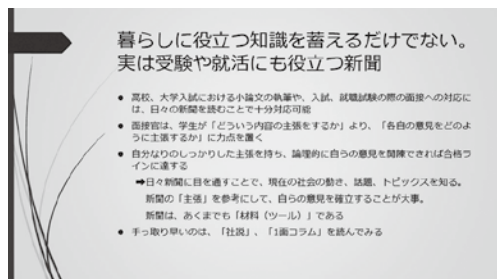 暮らしに役立つ知識を蓄えるだけでない。
実は受験や就活にも役立つ新聞
● 高校、大学入試における小論文の執筆や、入試、就職試験の際の面接への対応に
は、日々の新聞を読むことで十分対応可能
● 面接官は、学生が「どういう内容の主張をするか」より、「各自の意見をどのよ
うに主張するか」に力点を置く
● 自分なりのしっかりした主張を持ち、論理的に自らの意見を開陳できれば合格ラ
インに達する
➡日々新聞に目を通すことで、現在の社会の動き、話題、トピックスを知る。
新聞の「主張」を参考にして、自らの意見を確立することが大事。
新聞は、あくまでも「材料（ツール）」である
● 手っ取り早いのは、「社説」、「1面コラム」を読んでみる